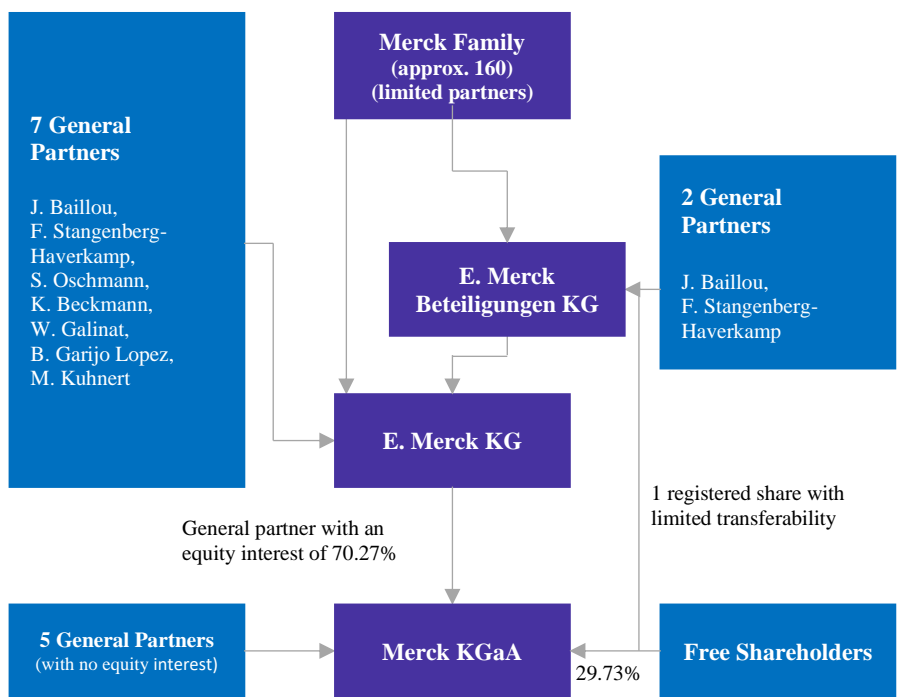 Merck Family
(approx. 160)
(limited partners)
7 General
Partners
J. Baillou,
F. Stangenberg-
Haverkamp,
S. Oschmann,
K. Beckmann,
W. Galinat,
B. Garijo Lopez,
M. Kuhnert
2 General
Partners
J. Baillou,
F. Stangenberg-
Haverkamp
E. Merck
Beteiligungen KG
E. Merck KG
1 registered share with
limited transferability
General partner with an
equity interest of 70.27%
5 General Partners
(with no equity interest)
Merck KGaA
29.73%
Free Shareholders